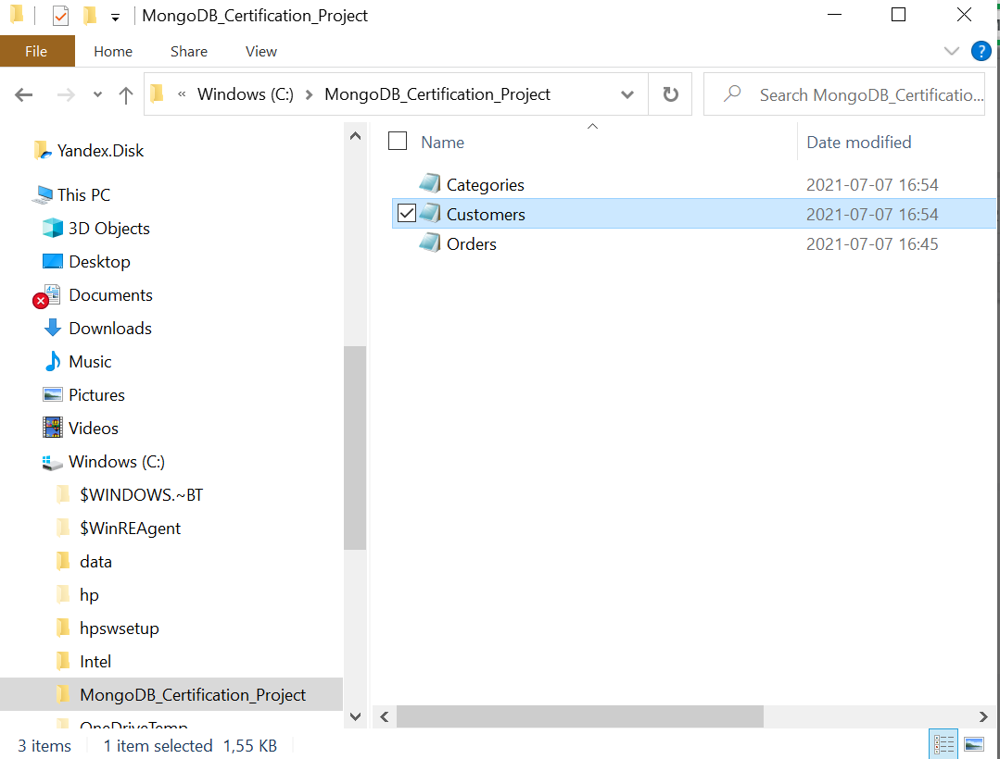 MongoDB_Certification_Project
File Home Share View ?
« Windows (C:) > MongoDB_Certification_Project Search MongoDB_Certificatio...
Yandex.Disk
This PC
3D Objects
Desktop
Documents
Downloads
Music
Pictures
Videos
Windows (C:)
$WINDOWS.~BT
$WinREAgent
data
hp
hpswsetup
Intel
MongoDB_Certification_Project
OneDriveTemp
Name Date modified
Categories 2021-07-07 16:54
Customers 2021-07-07 16:54
Orders 2021-07-07 16:45
3 items 1 item selected 1,55 KB